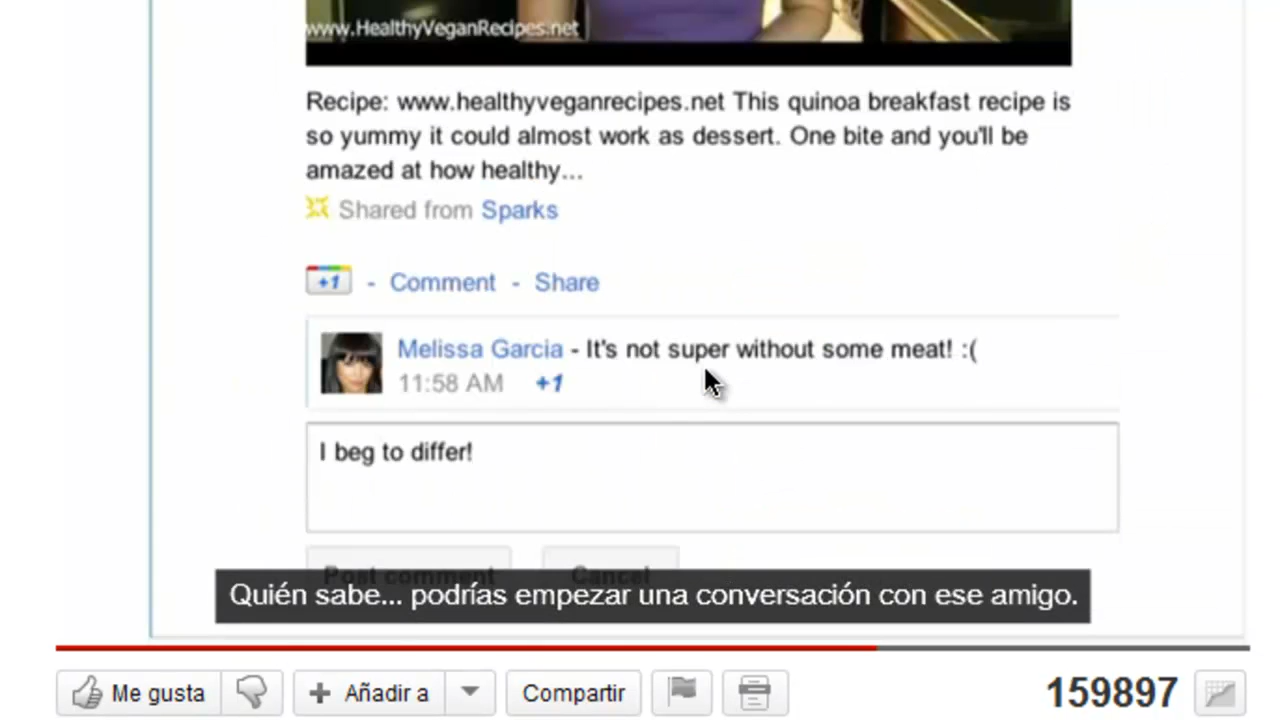 www.HealthyVeganRecipes.net
Recipe: www.healthyveganrecipes.net This quinoa breakfast recipe is
so yummy it could almost work as dessert. One bite and you'll be
amazed at how healthy...
Shared from Sparks
+1 - Comment - Share
Melissa Garcia - It's not super without some meat! :(
11:58 AM +1
I beg to differ!
Post comment Cancel
Quién sabe... podrías empezar una conversación con ese amigo.
Me gusta + Añadir a Compartir 159897